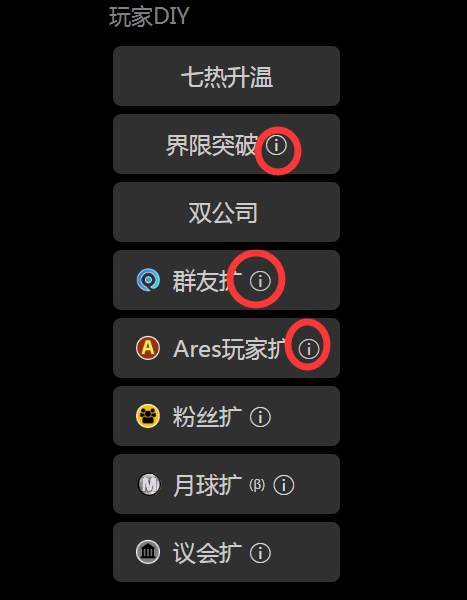 玩家DIY
七热升温
界限突破 ⓘ
双公司
群友扩 ⓘ
A Ares玩家扩 ⓘ
粉丝扩 ⓘ
M 月球扩 (β) ⓘ
议会扩 ⓘ